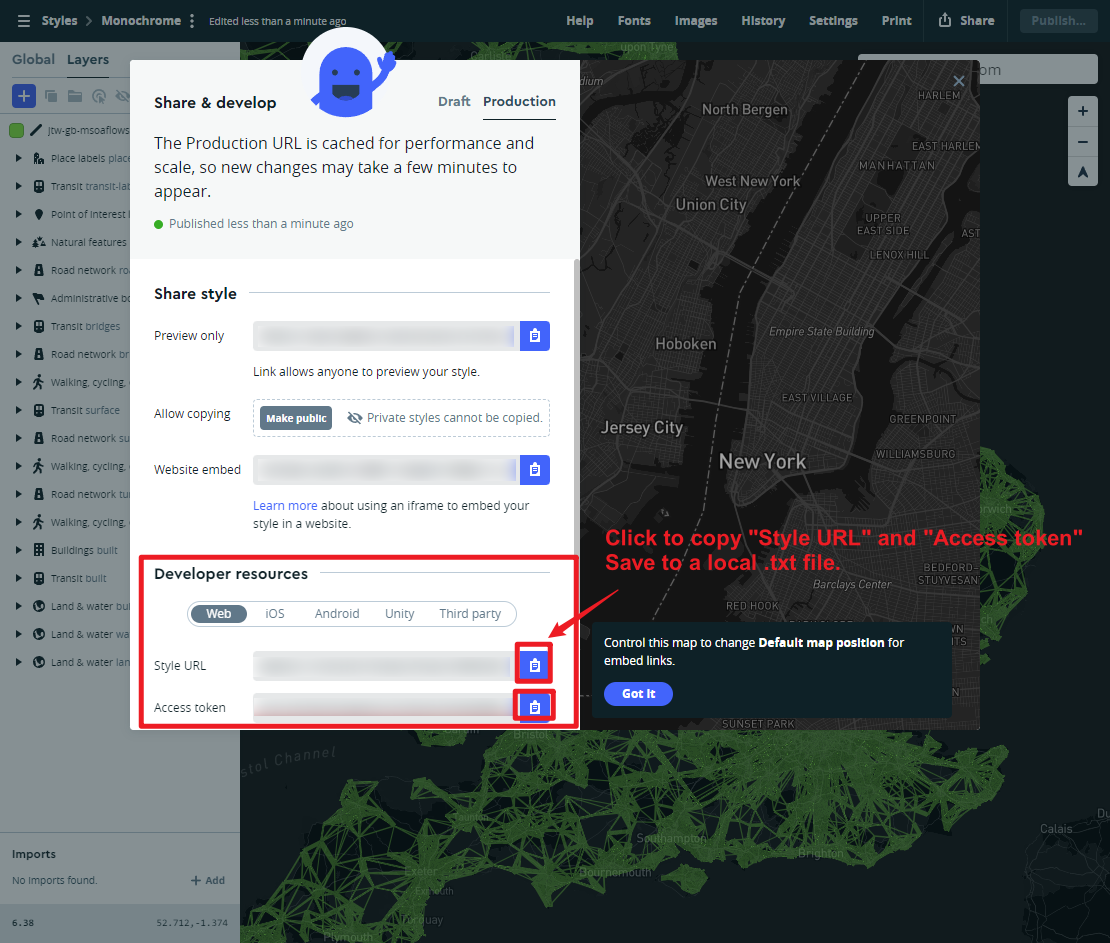 Styles
Monochrome
Edited less than a minute ago
Help
Fonts
Images
History
Settings
Print
Share
Publish...
Global
Layers
jtw-gb-msoaflows
Place labels place
Transit transit-lab
Point of interest l
Natural features
Road network roa
Administrative bo
Transit bridges
Road network bri
Walking, cycling,
Transit surface
Road network su
Walking, cycling,
Road network tu
Walking, cycling,
Buildings built
Transit built
Land & water bui
Land & water wa
Land & water lan
Imports
No imports found.
Add
6.38
52.712,-1.374
Share & develop
Draft
Production
The Production URL is cached for performance and
scale, so new changes may take a few minutes to
appear.
Published less than a minute ago
Share style
Preview only
Link allows anyone to preview your style.
Allow copying
Make public
Private styles cannot be copied.
Website embed
Learn more about using an iframe to embed your
style in a website.
Developer resources
Web
iOS
Android
Unity
Third party
Style URL
Access token
Click to copy "Style URL" and "Access token"
Save to a local .txt file.
Control this map to change Default map position for
embed links.
Got it
North Bergen
HARLEM
EAST HARLEM
MANHATTAN
West New York
Union City
UPPER
EAST SIDE
AST
LENOX HILL
Empire State Building
Hoboken
EAST VILLAGE
GREENPOINT
Jersey City
WILLIAMSBURG
New York
BEDFORD-
STUYVESAN
Barclays Center
RED HOOK
SUNSET PARK
upon Tyne
Carlisle
Bristol
stol Channel
Taunton
Southampton
Brighton
Exeter
Bournemouth
Exmouth
Torquay
Plymouth
Calais